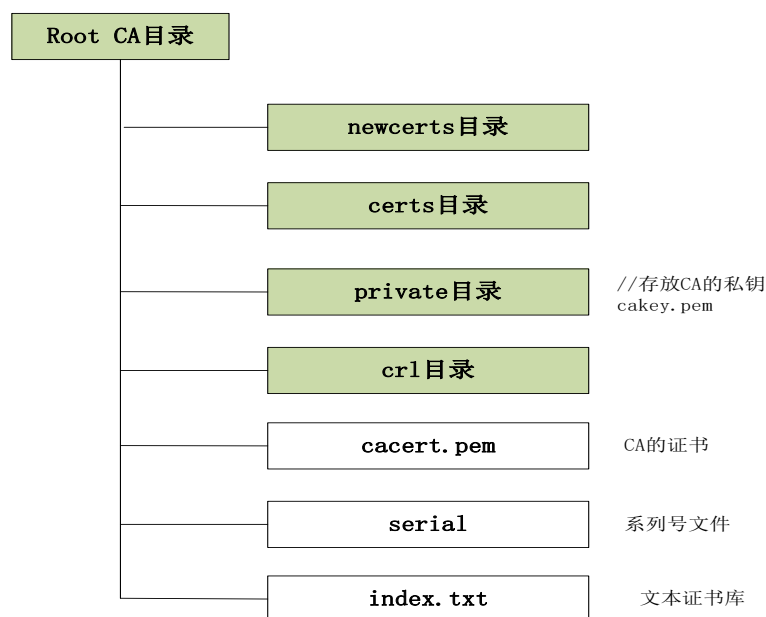 Root CA目录
newcerts目录
certs目录
private目录
//存放CA的私钥
cakey.pem
crl目录
cacert.pem
CA的证书
serial
系列号文件
index.txt
文本证书库